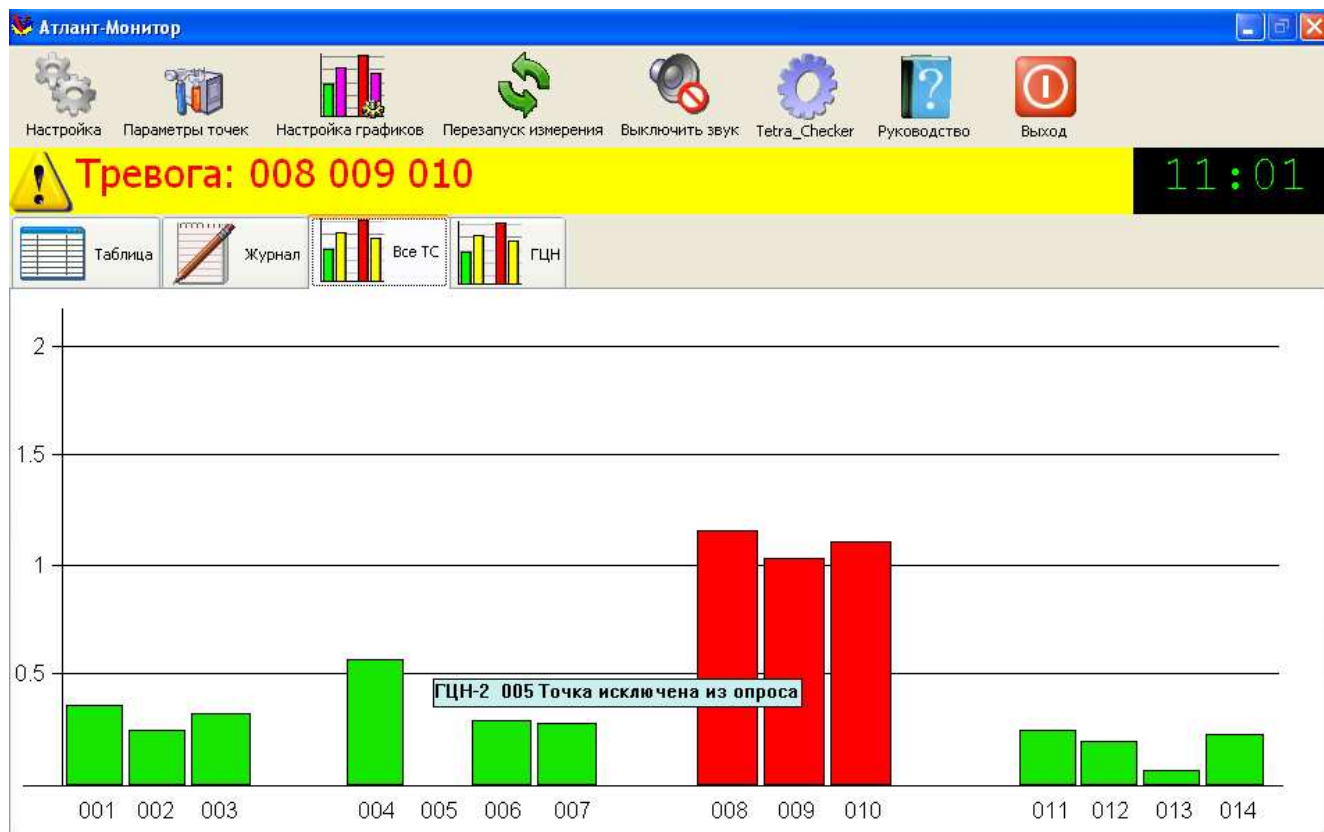 Атлант-Монитор
Настройка Параметры точек Настройка графиков Перезапуск измерения Выключить звук Tetra_Checker Руководство Выход
Тревога: 008 009 010 11:01
Таблица Журнал Все ТС ГЦН
2
1.5
1
0.5
ГЦН-2 005 Точка исключена из опроса
001 002 003 004 005 006 007 008 009 010 011 012 013 014